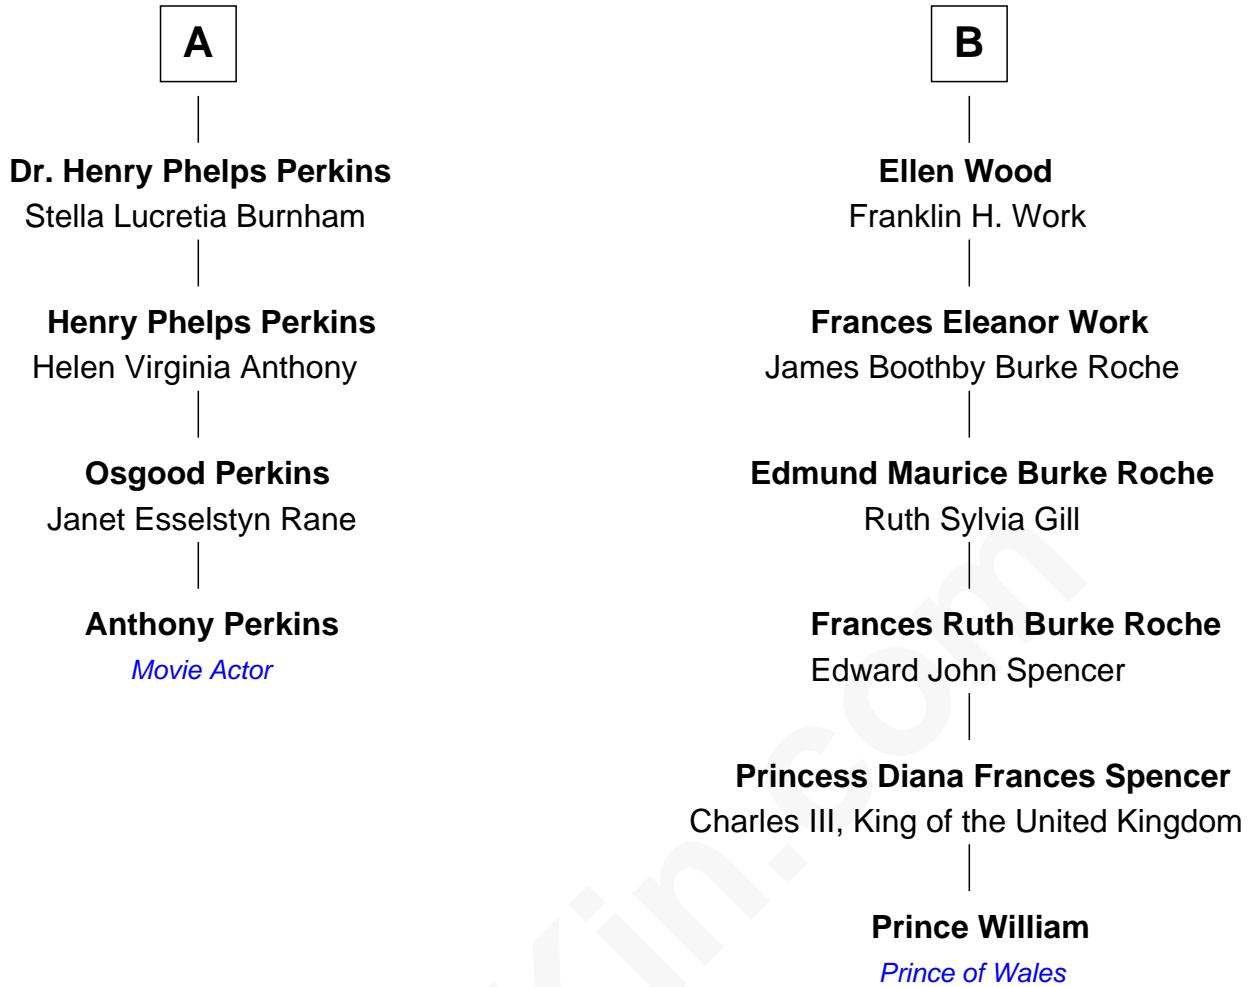 A
Dr. Henry Phelps Perkins
Stella Lucretia Burnham
Henry Phelps Perkins
Helen Virginia Anthony
Osgood Perkins
Janet Esselstyn Rane
Anthony Perkins
Movie Actor
B
Ellen Wood
Franklin H. Work
Frances Eleanor Work
James Boothby Burke Roche
Edmund Maurice Burke Roche
Ruth Sylvia Gill
Frances Ruth Burke Roche
Edward John Spencer
Princess Diana Frances Spencer
Charles III, King of the United Kingdom
Prince William
Prince of Wales